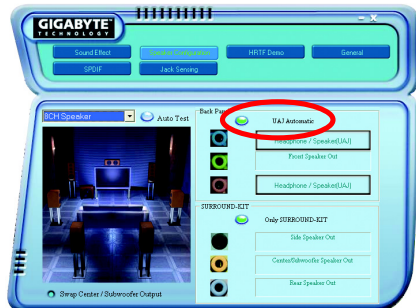 GIGABYTE™
TECHNOLOGY
Sound Effect
Speaker Configuration
HRTF Demo
General
SPDIF
Jack Sensing
8CH Speaker
Auto Test
Back Pan
UAJ Automatic
Headphone / Speaker(UAJ)
Front Speaker Out
Headphone / Speaker(UAJ)
SURROUND-KIT
Only SURROUND-KIT
Side Speaker Out
Center/Subwoofer Speaker Out
Rear Speaker Out
Swap Center / Subwoofer Output